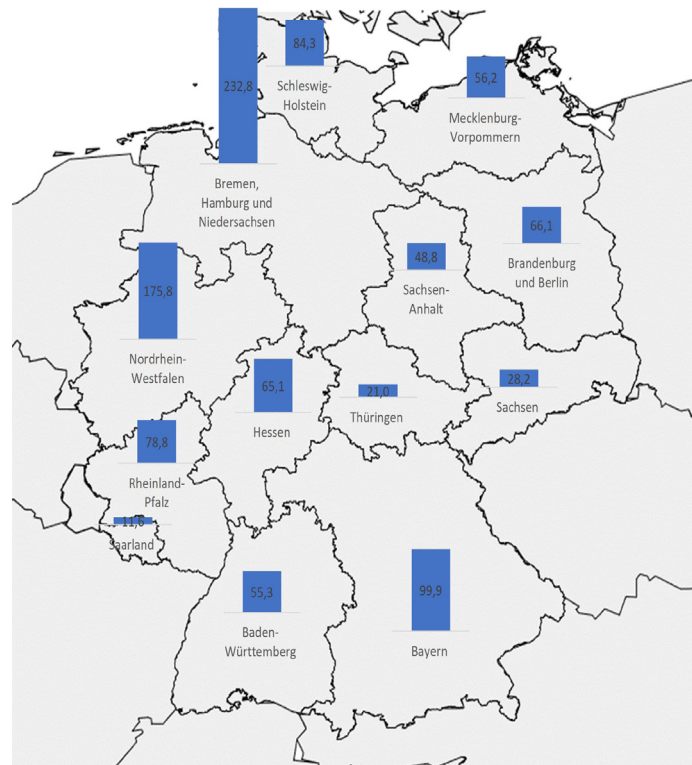 84,3
Schleswig-
Holstein
232,8
Bremen,
Hamburg und
Niedersachsen
56,2
Mecklenburg-
Vorpommern
66,1
Brandenburg
und Berlin
48,8
Sachsen-
Anhalt
175,8
Nordrhein-
Westfalen
65,1
Hessen
21,0
Thüringen
28,2
Sachsen
78,8
Rheinland-
Pfalz
11,6
Saarland
55,3
Baden-
Württemberg
99,9
Bayern